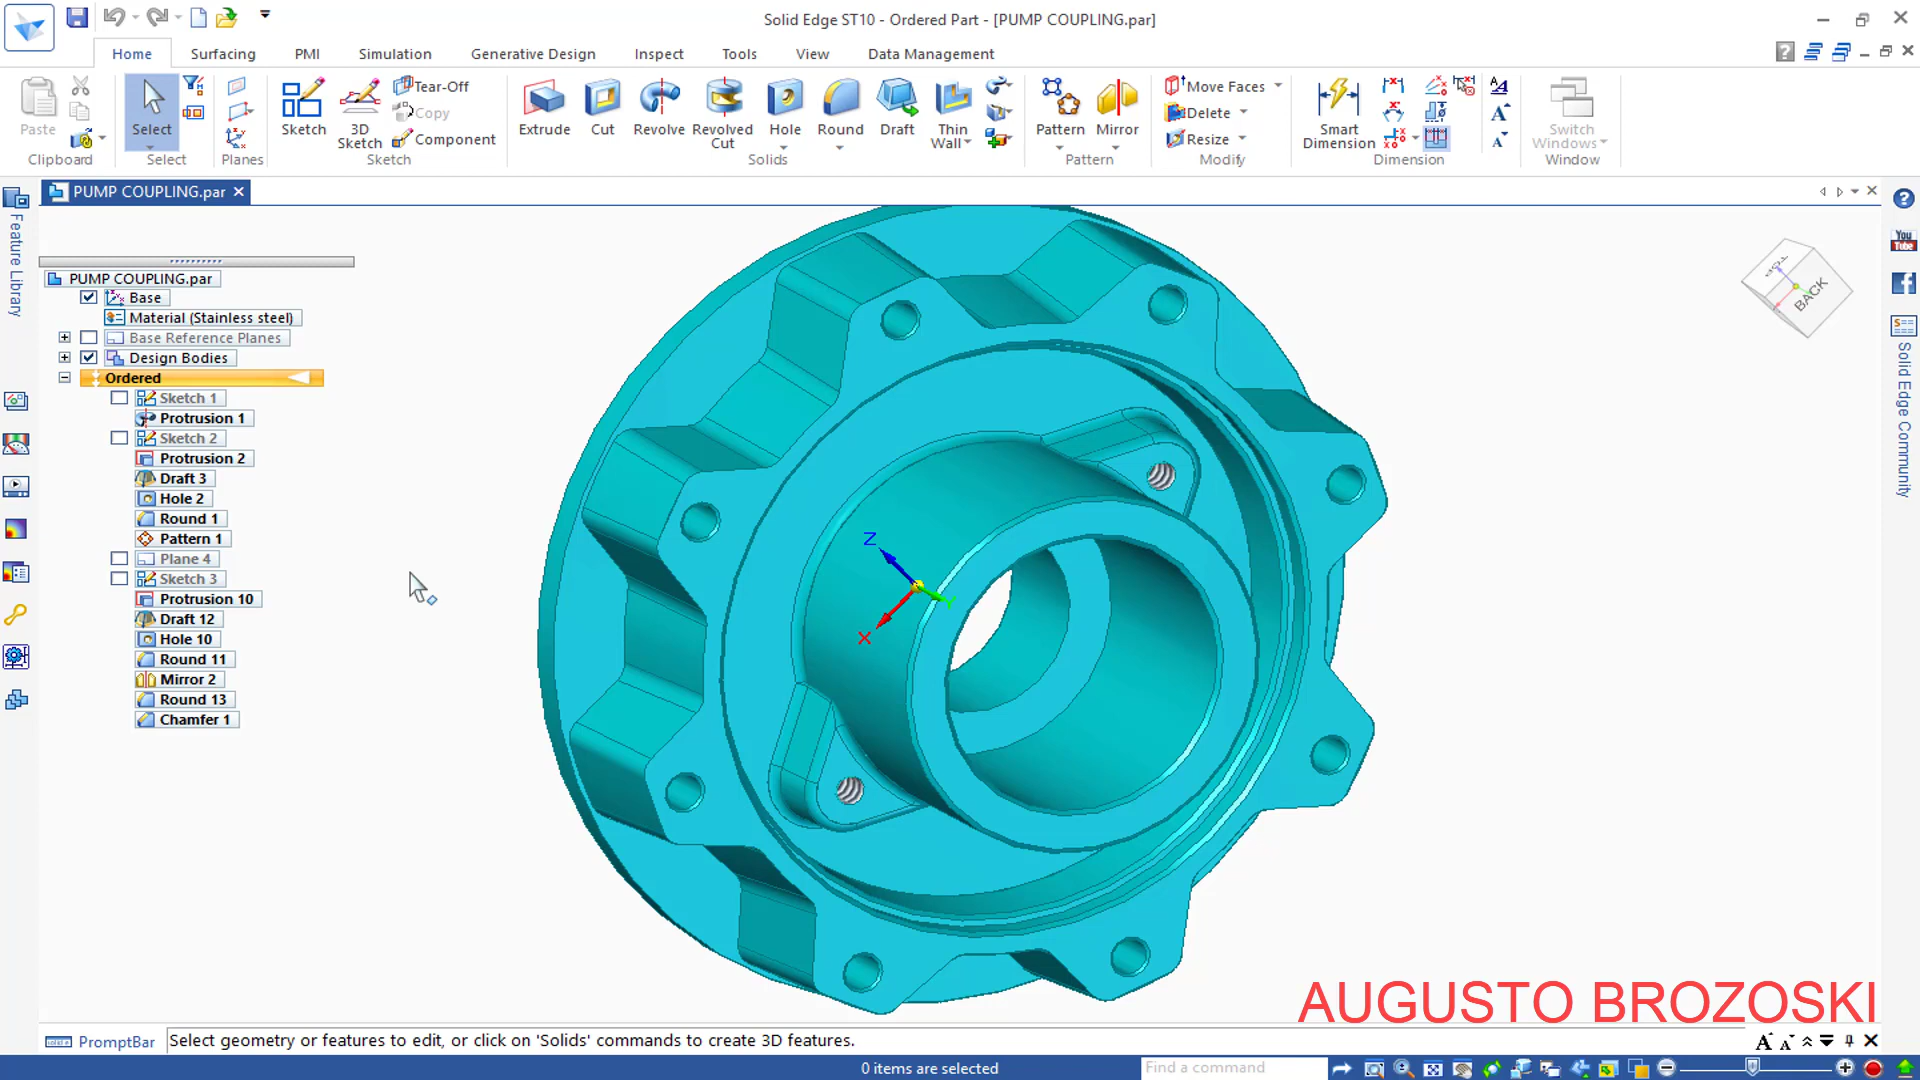 Solid Edge ST10 - Ordered Part - [PUMP COUPLING.par]
Home Surfacing PMI Simulation Generative Design Inspect Tools View Data Management
Paste
Clipboard
Select
Select
Planes
Sketch
3D Sketch
Tear-Off
Copy
Component
Sketch
Extrude
Cut
Revolve
Revolved Cut
Hole
Round
Draft
Thin Wall
Solids
Pattern
Mirror
Pattern
Move Faces
Delete
Resize
Modify
Smart Dimension
Dimension
Switch Windows
Window
PUMP COUPLING.par
Feature Library
PUMP COUPLING.par
Base
Material (Stainless steel)
Base Reference Planes
Design Bodies
Ordered
Sketch 1
Protrusion 1
Sketch 2
Protrusion 2
Draft 3
Hole 2
Round 1
Pattern 1
Plane 4
Sketch 3
Protrusion 10
Draft 12
Hole 10
Round 11
Mirror 2
Round 13
Chamfer 1
Z
Y
X
TOP
BACK
You
Tube
Solid Edge Community
AUGUSTO BROZOSKI
PromptBar
Select geometry or features to edit, or click on 'Solids' commands to create 3D features.
0 items are selected
Find a command